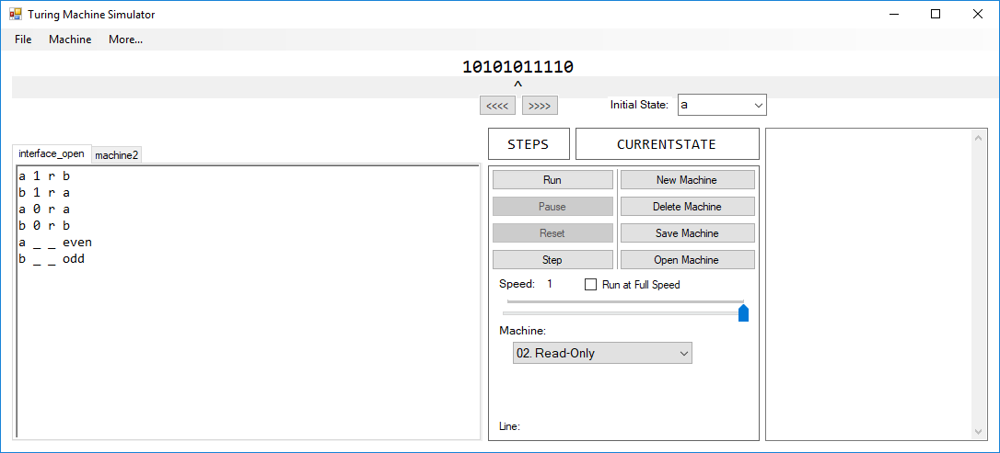 Turing Machine Simulator
File Machine More...
10101011110
^
<<<< >>>> Initial State: a
STEPS CURRENTSTATE
interface_open machine2
a 1 r b
b 1 r a
a 0 r a
b 0 r b
a _ _ even
b _ _ odd
Run New Machine
Pause Delete Machine
Reset Save Machine
Step Open Machine
Speed: 1 Run at Full Speed
Machine:
02. Read-Only
Line: